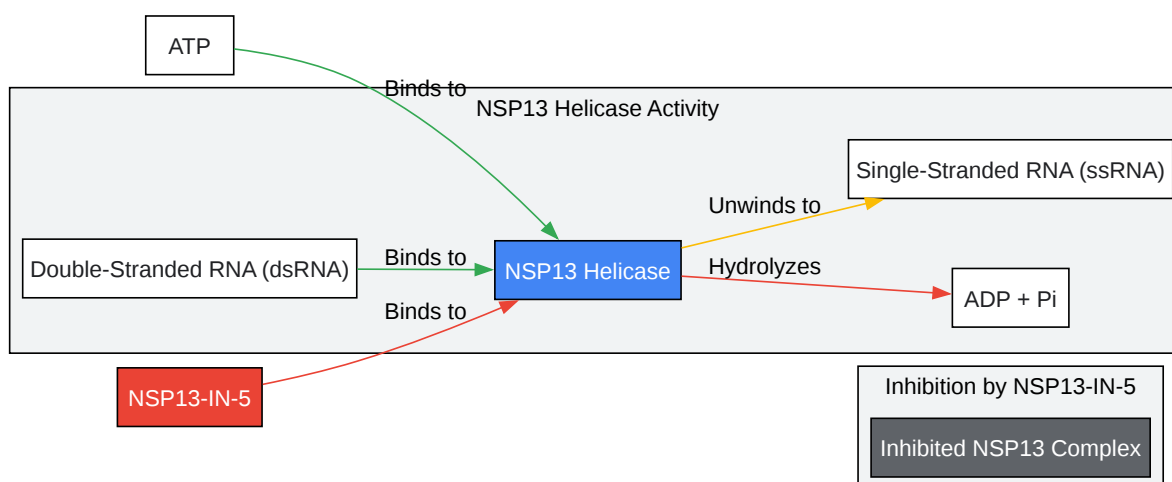 ATP
Binds to
NSP13 Helicase Activity
Single-Stranded RNA (ssRNA)
Unwinds to
Double-Stranded RNA (dsRNA)
Binds to
NSP13 Helicase
Hydrolyzes
ADP + Pi
Binds to
NSP13-IN-5
Inhibition by NSP13-IN-5
Inhibited NSP13 Complex